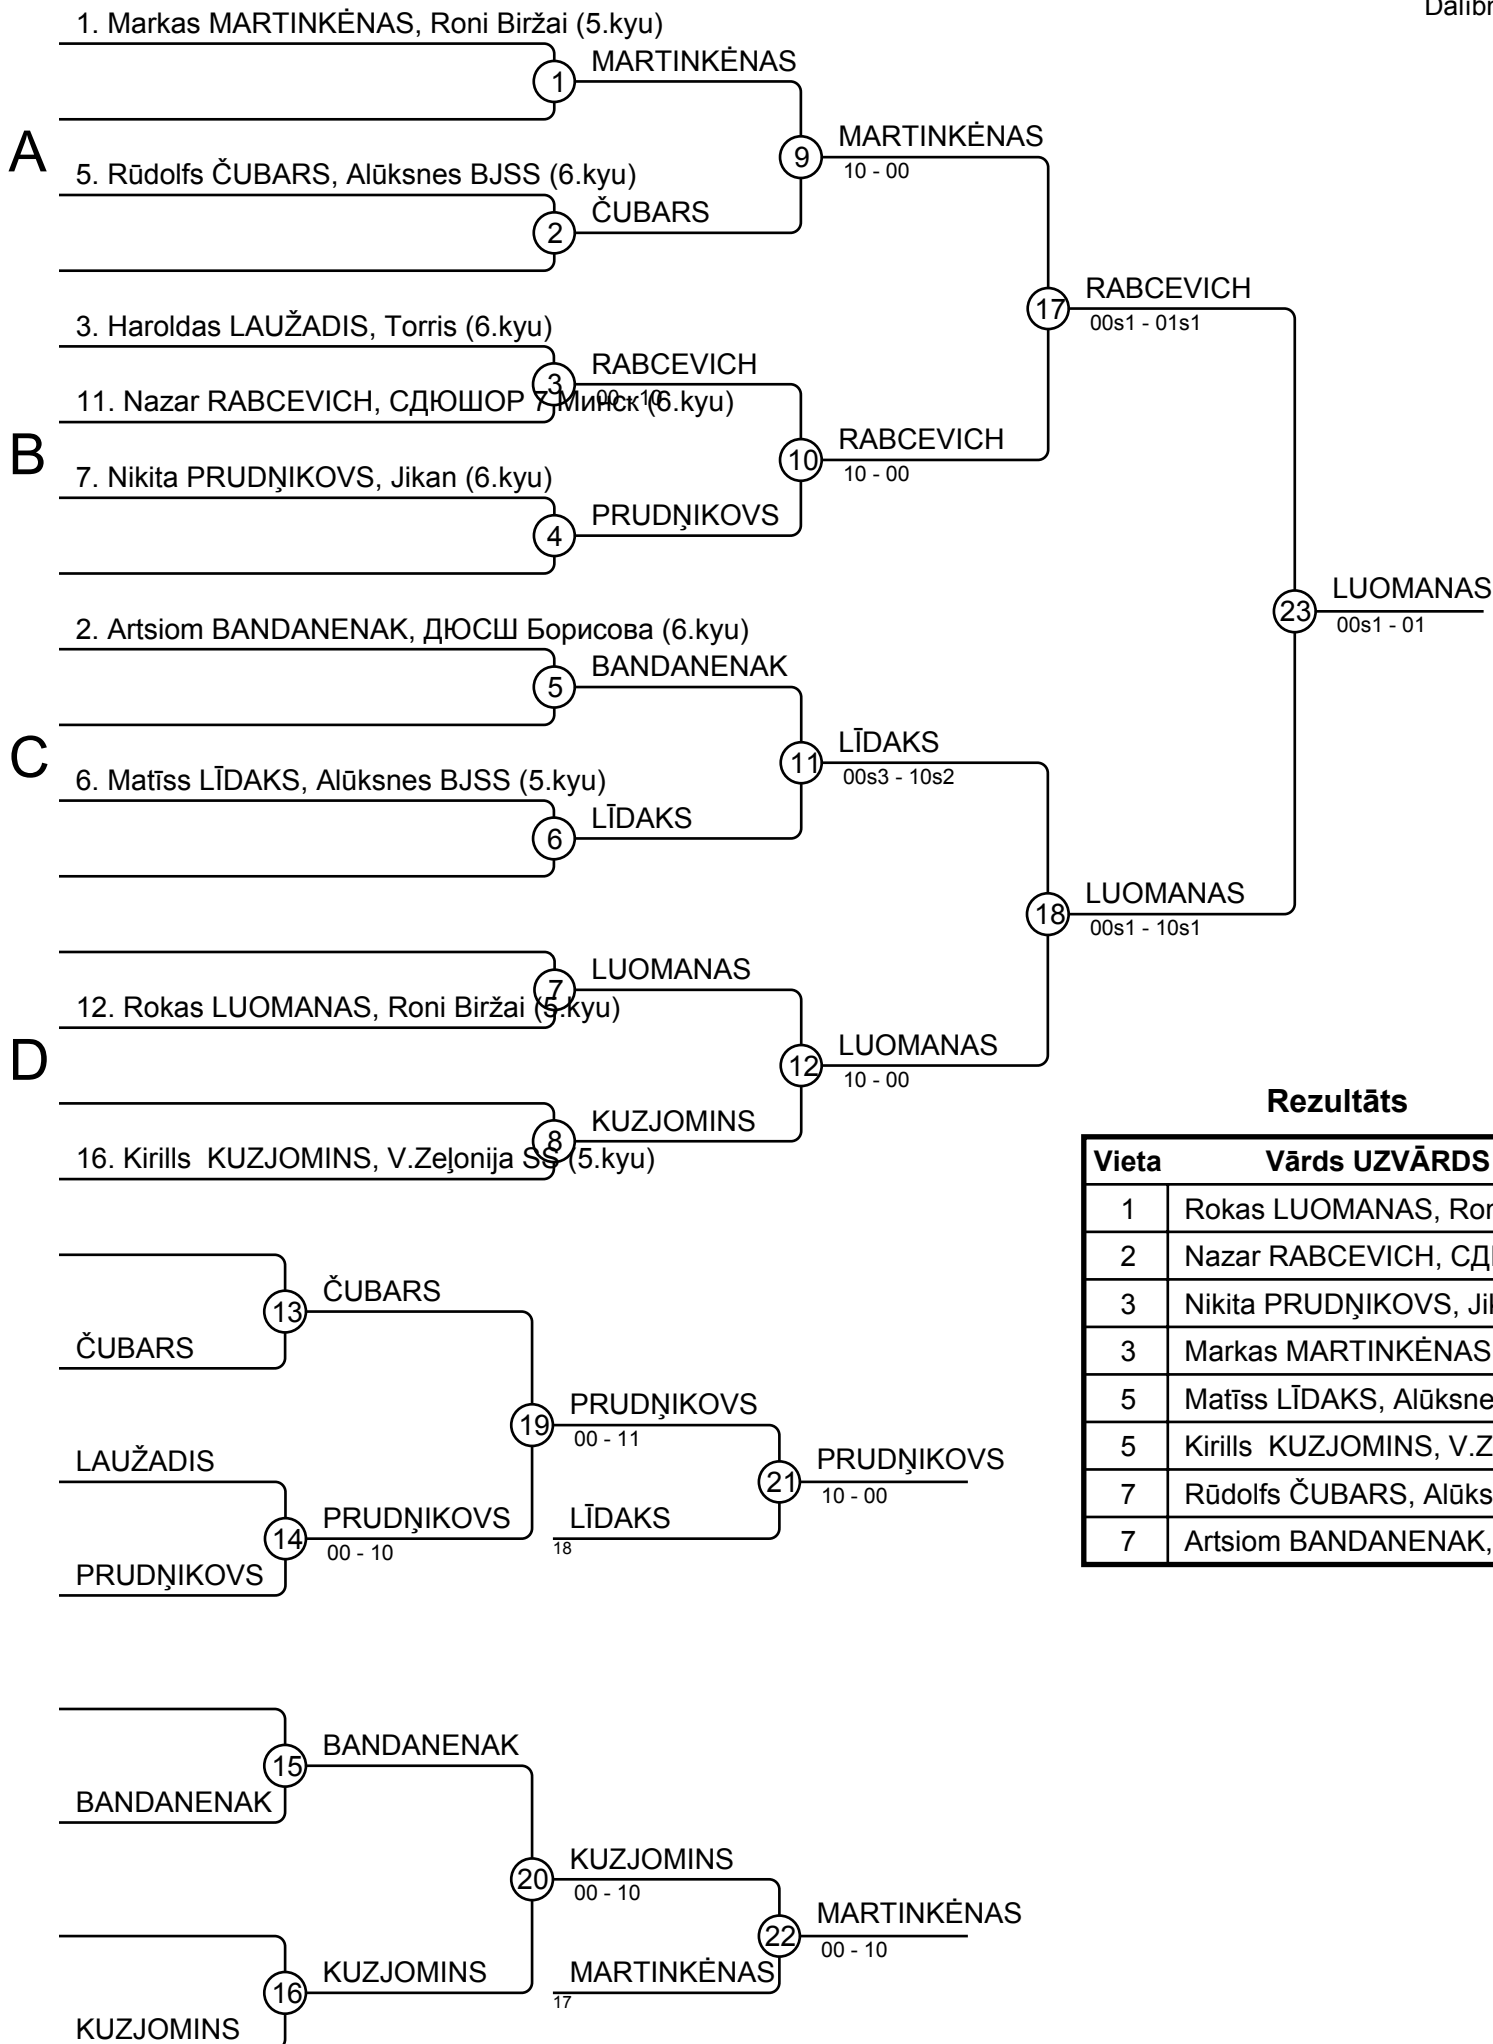 Dalībr
1. Markas MARTINKĖNAS, Roni Biržai (5.kyu)
1
MARTINKĖNAS
A
5. Rūdolfs ČUBARS, Alūksnes BJSS (6.kyu)
2
ČUBARS
9
MARTINKĖNAS
10 - 00
3. Haroldas LAUŽADIS, Torris (6.kyu)
3
RABCEVICH
00 - 10
11. Nazar RABCEVICH, СДЮШОР 7 Минск (6.kyu)
B
7. Nikita PRUDŅIKOVS, Jikan (6.kyu)
4
PRUDŅIKOVS
10
RABCEVICH
10 - 00
17
RABCEVICH
00s1 - 01s1
2. Artsiom BANDANENAK, ДЮСШ Борисова (6.kyu)
5
BANDANENAK
C
6. Matīss LĪDAKS, Alūksnes BJSS (5.kyu)
6
LĪDAKS
11
LĪDAKS
00s3 - 10s2
23
LUOMANAS
00s1 - 01
7
LUOMANAS
12. Rokas LUOMANAS, Roni Biržai (5.kyu)
D
8
KUZJOMINS
16. Kirills  KUZJOMINS, V.Zeļonija SS (5.kyu)
12
LUOMANAS
10 - 00
18
LUOMANAS
00s1 - 10s1
Rezultāts
Vieta Vārds UZVĀRDS
1 Rokas LUOMANAS, Ror
2 Nazar RABCEVICH, СД
3 Nikita PRUDŅIKOVS, Jil
3 Markas MARTINKĖNAS
5 Matīss LĪDAKS, Alūksne
5 Kirills  KUZJOMINS, V.Z
7 Rūdolfs ČUBARS, Alūks
7 Artsiom BANDANENAK,
13
ČUBARS
ČUBARS
LAUŽADIS
14
PRUDŅIKOVS
00 - 10
PRUDŅIKOVS
19
PRUDŅIKOVS
00 - 11
LĪDAKS
18
21
PRUDŅIKOVS
10 - 00
15
BANDANENAK
BANDANENAK
16
KUZJOMINS
KUZJOMINS
20
KUZJOMINS
00 - 10
MARTINKĖNAS
17
22
MARTINKĖNAS
00 - 10